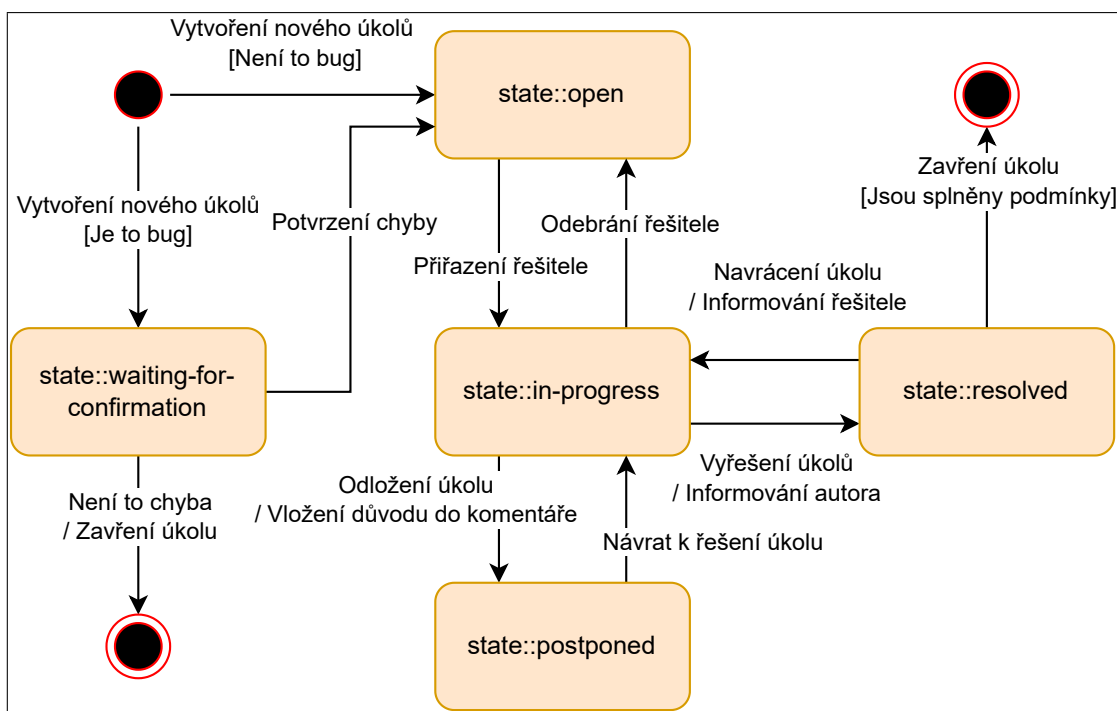 Vytvoření nového úkolů
[Není to bug]
state::open
Zavření úkolu
[Jsou splněny podmínky]
Vytvoření nového úkolů
[Je to bug]
Potvrzení chyby
Odebrání řešitele
Přiřazení řešitele
Navrácení úkolu
/ Informování řešitele
state::waiting-for-
confirmation
state::in-progress
state::resolved
Vyřešení úkolů
/ Informování autora
Není to chyba
/ Zavření úkolu
Odložení úkolu
/ Vložení důvodu do komentáře
Návrat k řešení úkolu
state::postponed